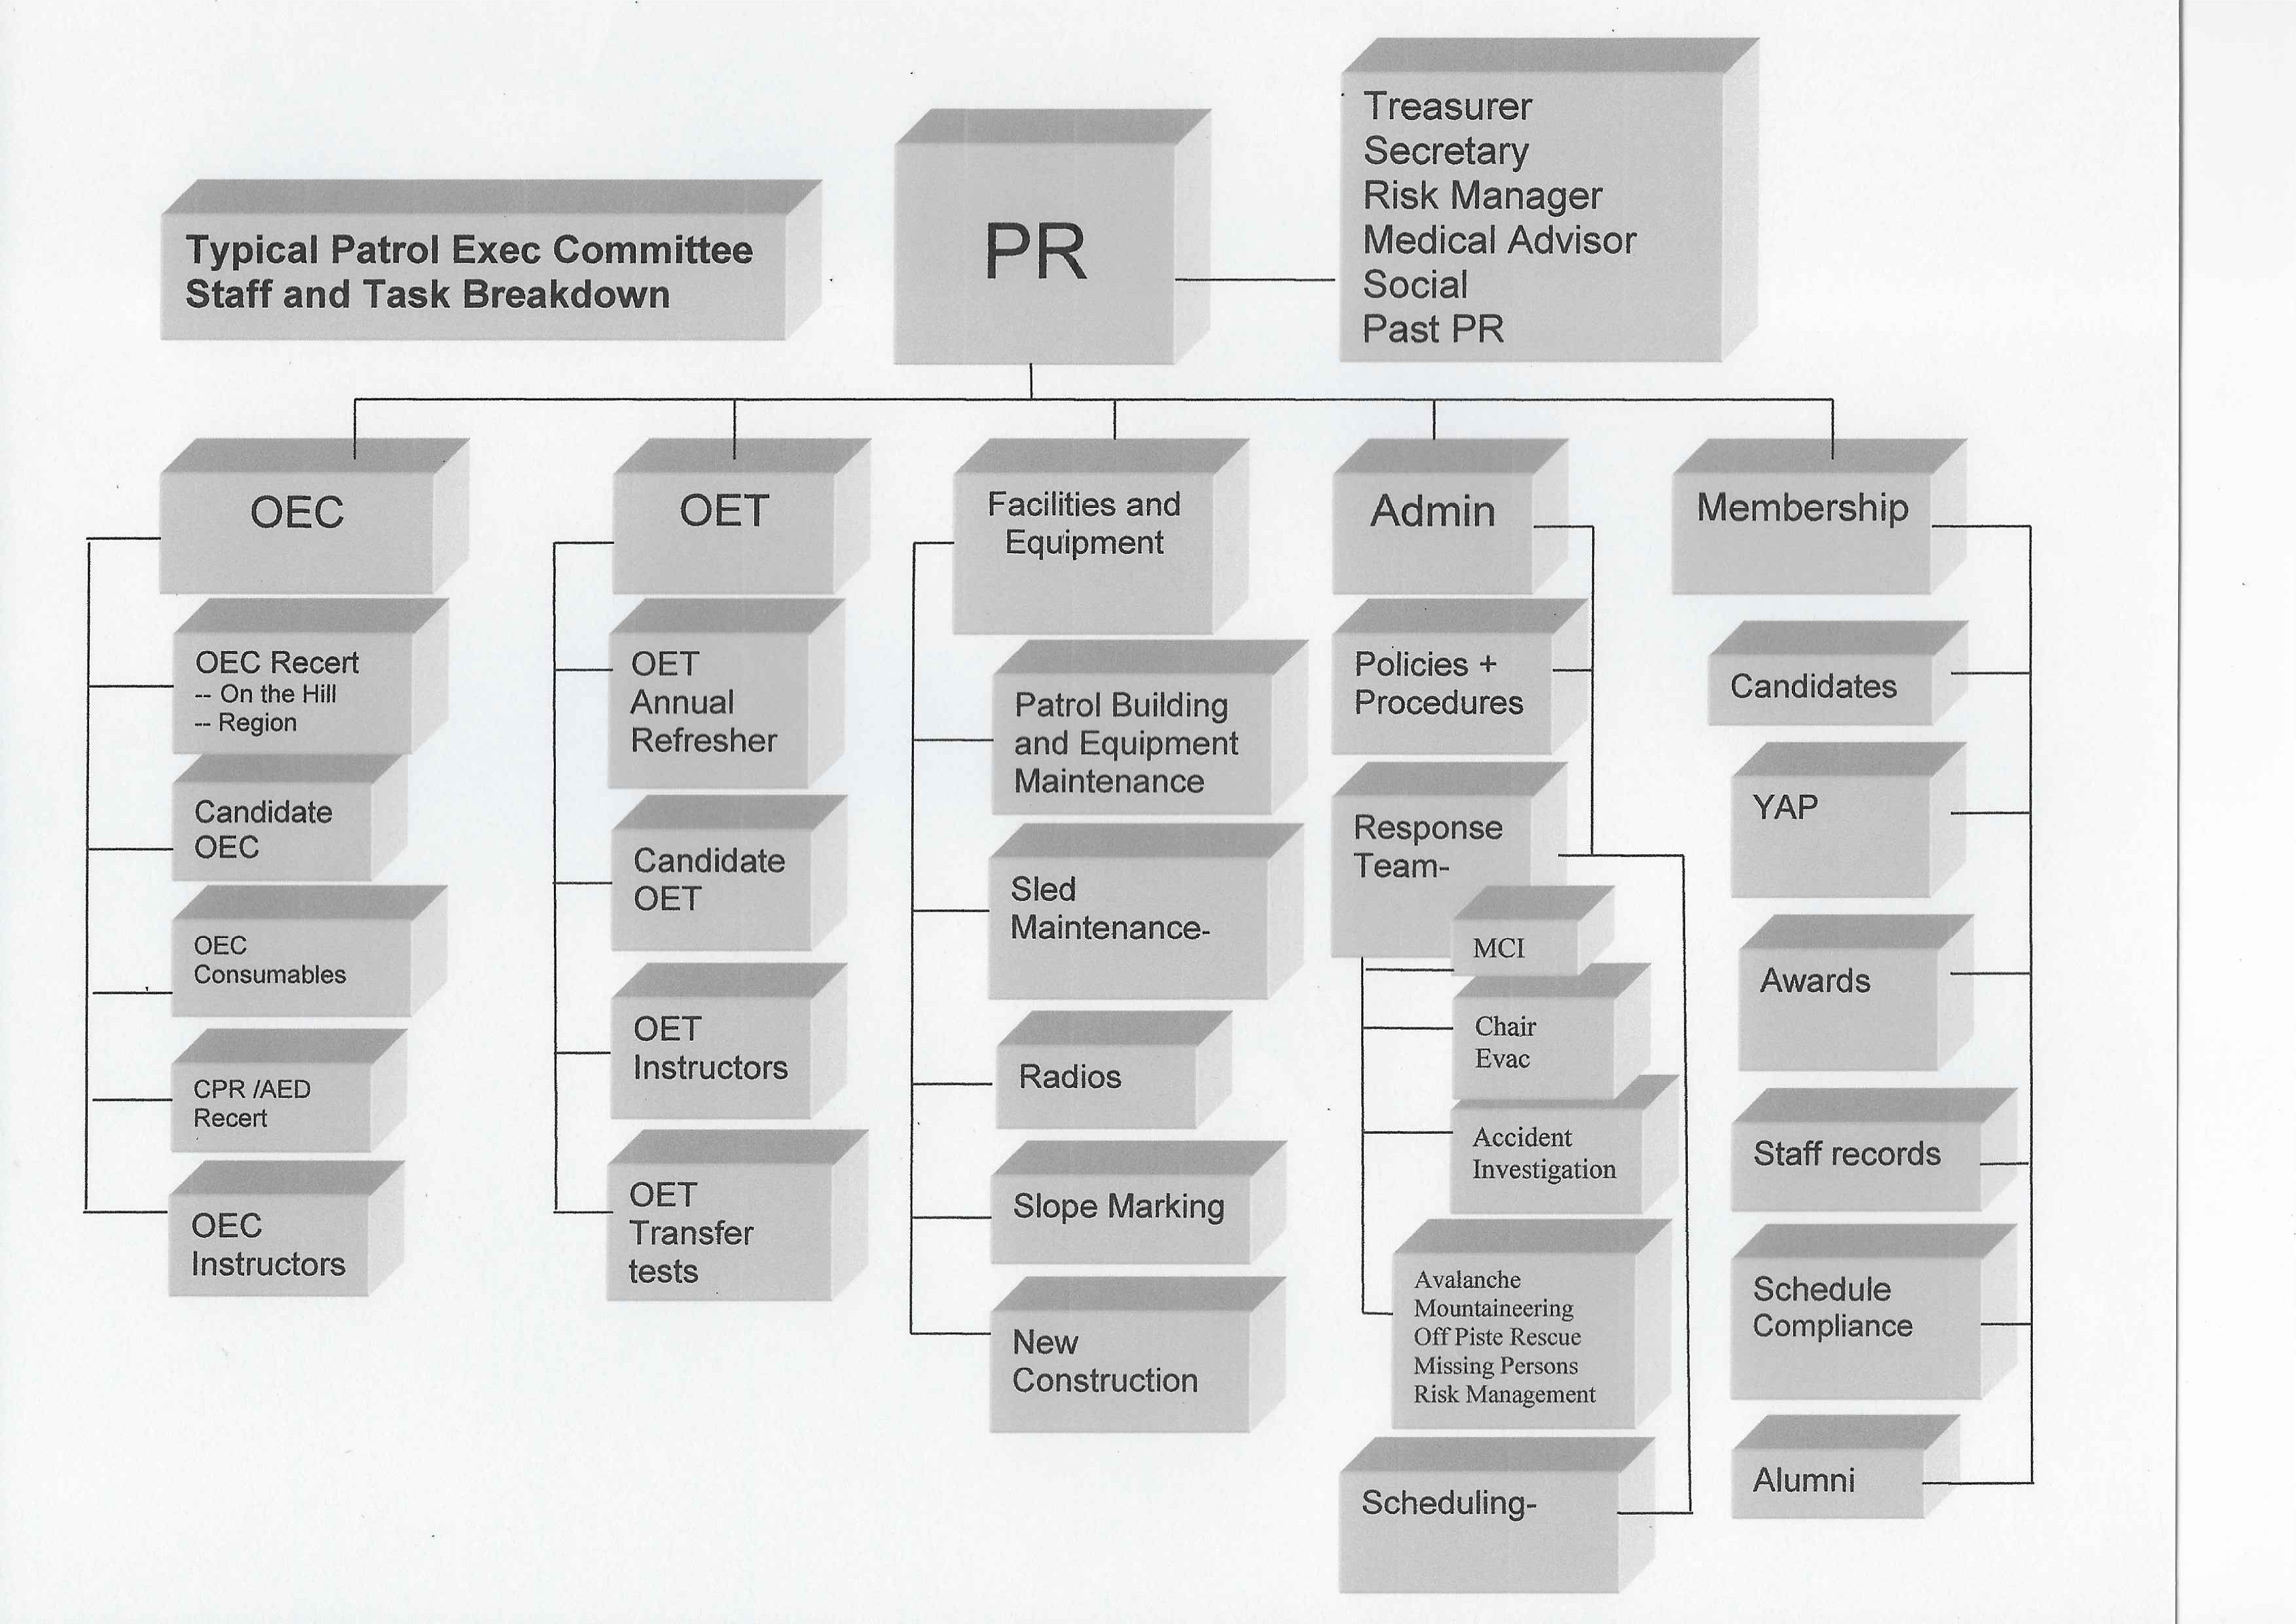 Typical Patrol Exec Committee
Staff and Task Breakdown
PR
Treasurer
Secretary
Risk Manager
Medical Advisor
Social
Past PR
OEC
OEC Recert
-- On the Hill
-- Region
Candidate
OEC
OEC
Consumables
CPR /AED
Recert
OEC
Instructors
OET
OET
Annual
Refresher
Candidate
OET
OET
Instructors
OET
Transfer
tests
Facilities and
Equipment
Patrol Building
and Equipment
Maintenance
Sled
Maintenance-
Radios
Slope Marking
New
Construction
Admin
Policies +
Procedures
Response
Team-
MCI
Chair
Evac
Accident
Investigation
Avalanche
Mountaineering
Off Piste Rescue
Missing Persons
Risk Management
Scheduling-
Membership
Candidates
YAP
Awards
Staff records
Schedule
Compliance
Alumni